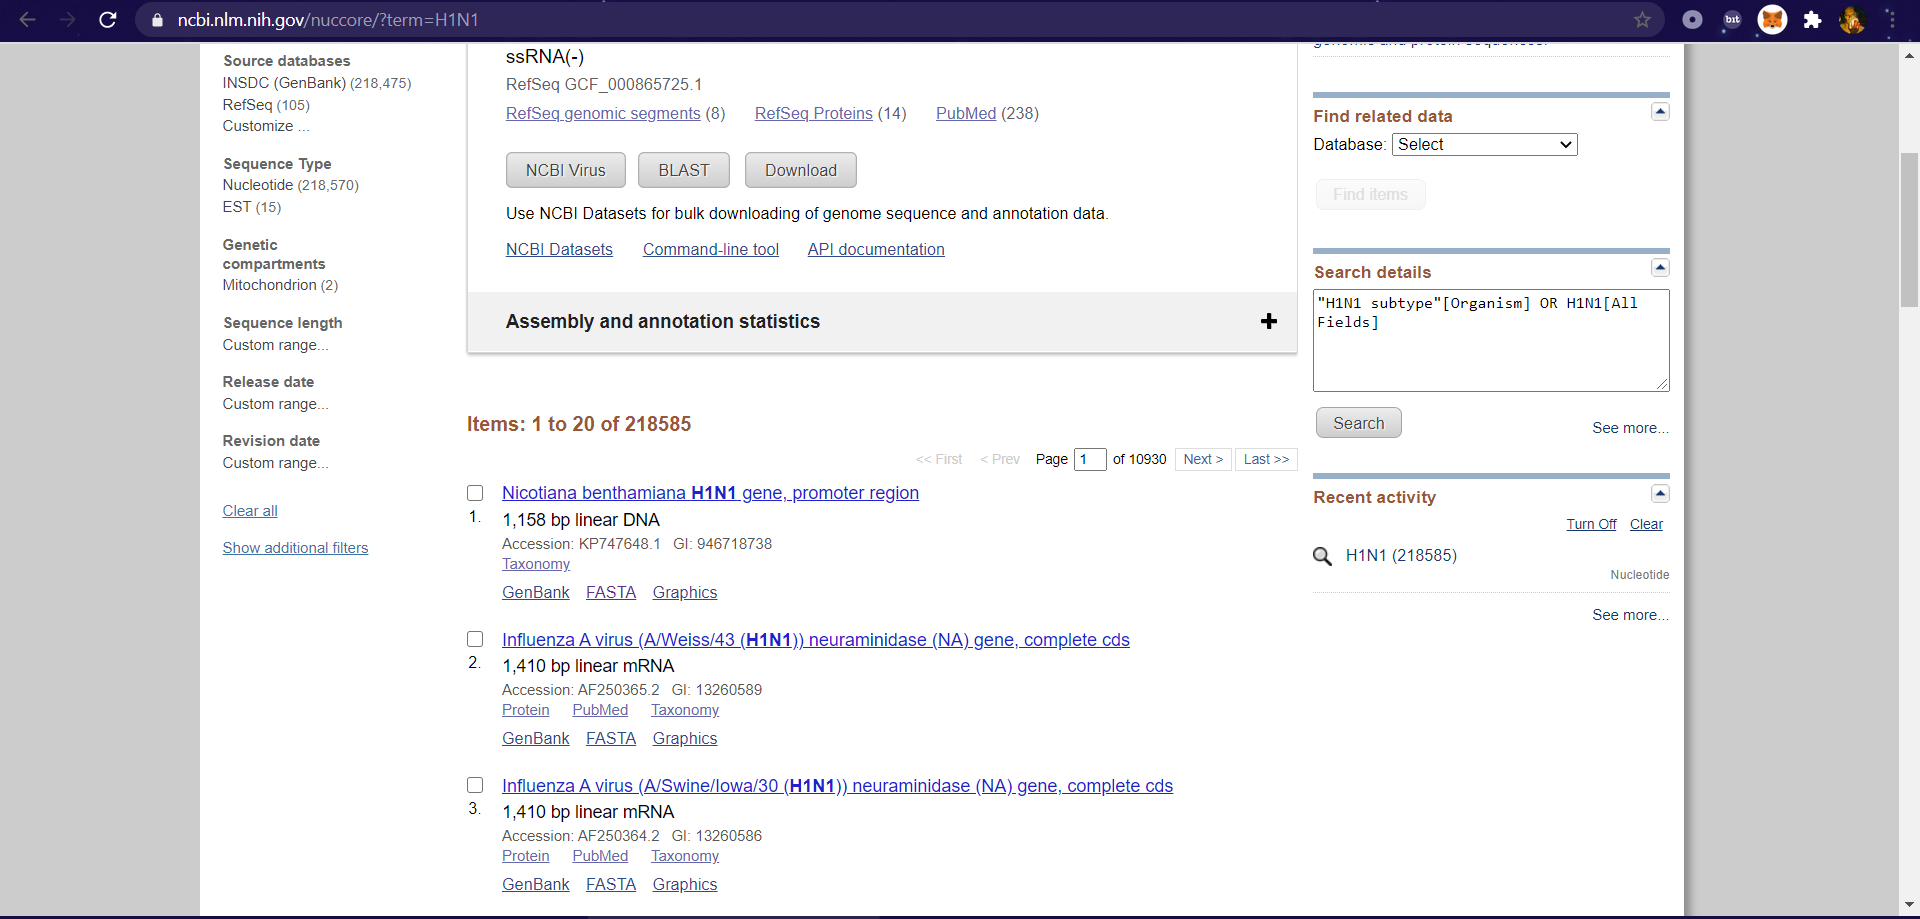 ncbi.nlm.nih.gov/nuccore/?term=H1N1
bit
Source databases
INSDC (GenBank) (218,475)
RefSeq (105)
Customize ...
Sequence Type
Nucleotide (218,570)
EST (15)
Genetic
compartments
Mitochondrion (2)
Sequence length
Custom range...
Release date
Custom range...
Revision date
Custom range...
Clear all
Show additional filters
ssRNA(-)
RefSeq GCF_000865725.1
RefSeq genomic segments (8) RefSeq Proteins (14) PubMed (238)
NCBI Virus BLAST Download
Use NCBI Datasets for bulk downloading of genome sequence and annotation data.
NCBI Datasets Command-line tool API documentation
Assembly and annotation statistics
Items: 1 to 20 of 218585
<< First < Prev Page 1 of 10930 Next > Last >>
Nicotiana benthamiana H1N1 gene, promoter region
1. 1,158 bp linear DNA
Accession: KP747648.1 GI: 946718738
Taxonomy
GenBank FASTA Graphics
Influenza A virus (A/Weiss/43 (H1N1)) neuraminidase (NA) gene, complete cds
2. 1,410 bp linear mRNA
Accession: AF250365.2 GI: 13260589
Protein PubMed Taxonomy
GenBank FASTA Graphics
Influenza A virus (A/Swine/Iowa/30 (H1N1)) neuraminidase (NA) gene, complete cds
3. 1,410 bp linear mRNA
Accession: AF250364.2 GI: 13260586
Protein PubMed Taxonomy
GenBank FASTA Graphics
genomic and protein sequences.
Find related data
Database: Select
Find items
Search details
"H1N1 subtype"[Organism] OR H1N1[All
Fields]
Search
See more...
Recent activity
Turn Off Clear
H1N1 (218585)
Nucleotide
See more...